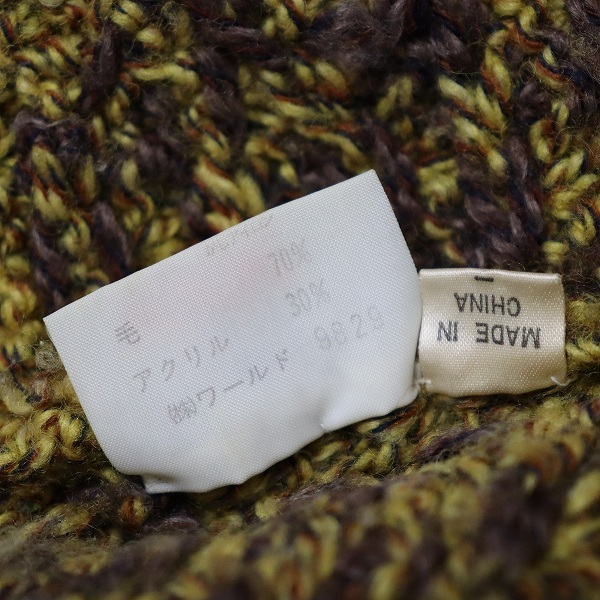 毛 70%
アクリル 30%
㈱ワールド 9829
MADE IN
CHINA